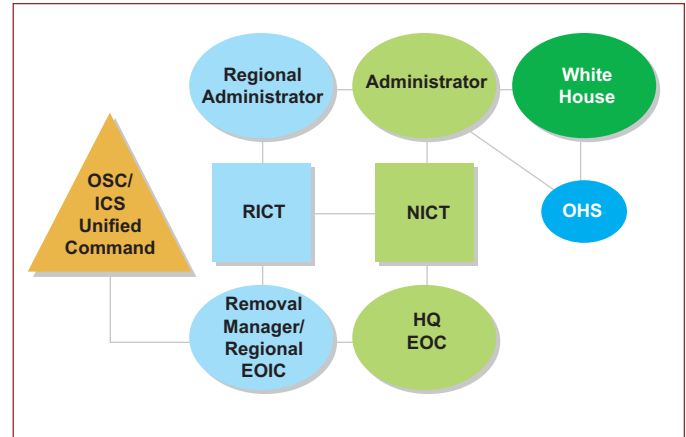 Regional
Administrator
Administrator
White
House
OSC/
ICS
Unified
Command
RICT
NICT
OHS
Removal
Manager/
Regional
EOIC
HQ
EOC